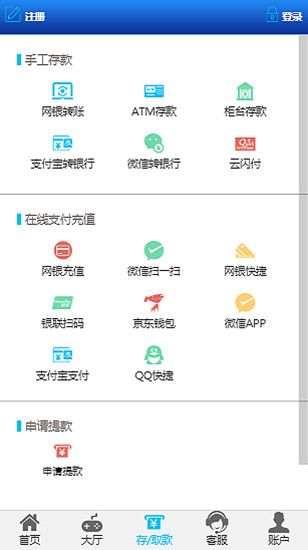 注册
登录
手工存款
网银转账 ATM存款 柜台存款
支付宝转银行 微信转银行 云闪付
在线支付充值
网银充值 微信扫一扫 网银快捷
银联扫码 京东钱包 微信APP
支付宝支付 QQ快捷
申请提款
申请提款
首页 大厅 存/取款 客服 账户